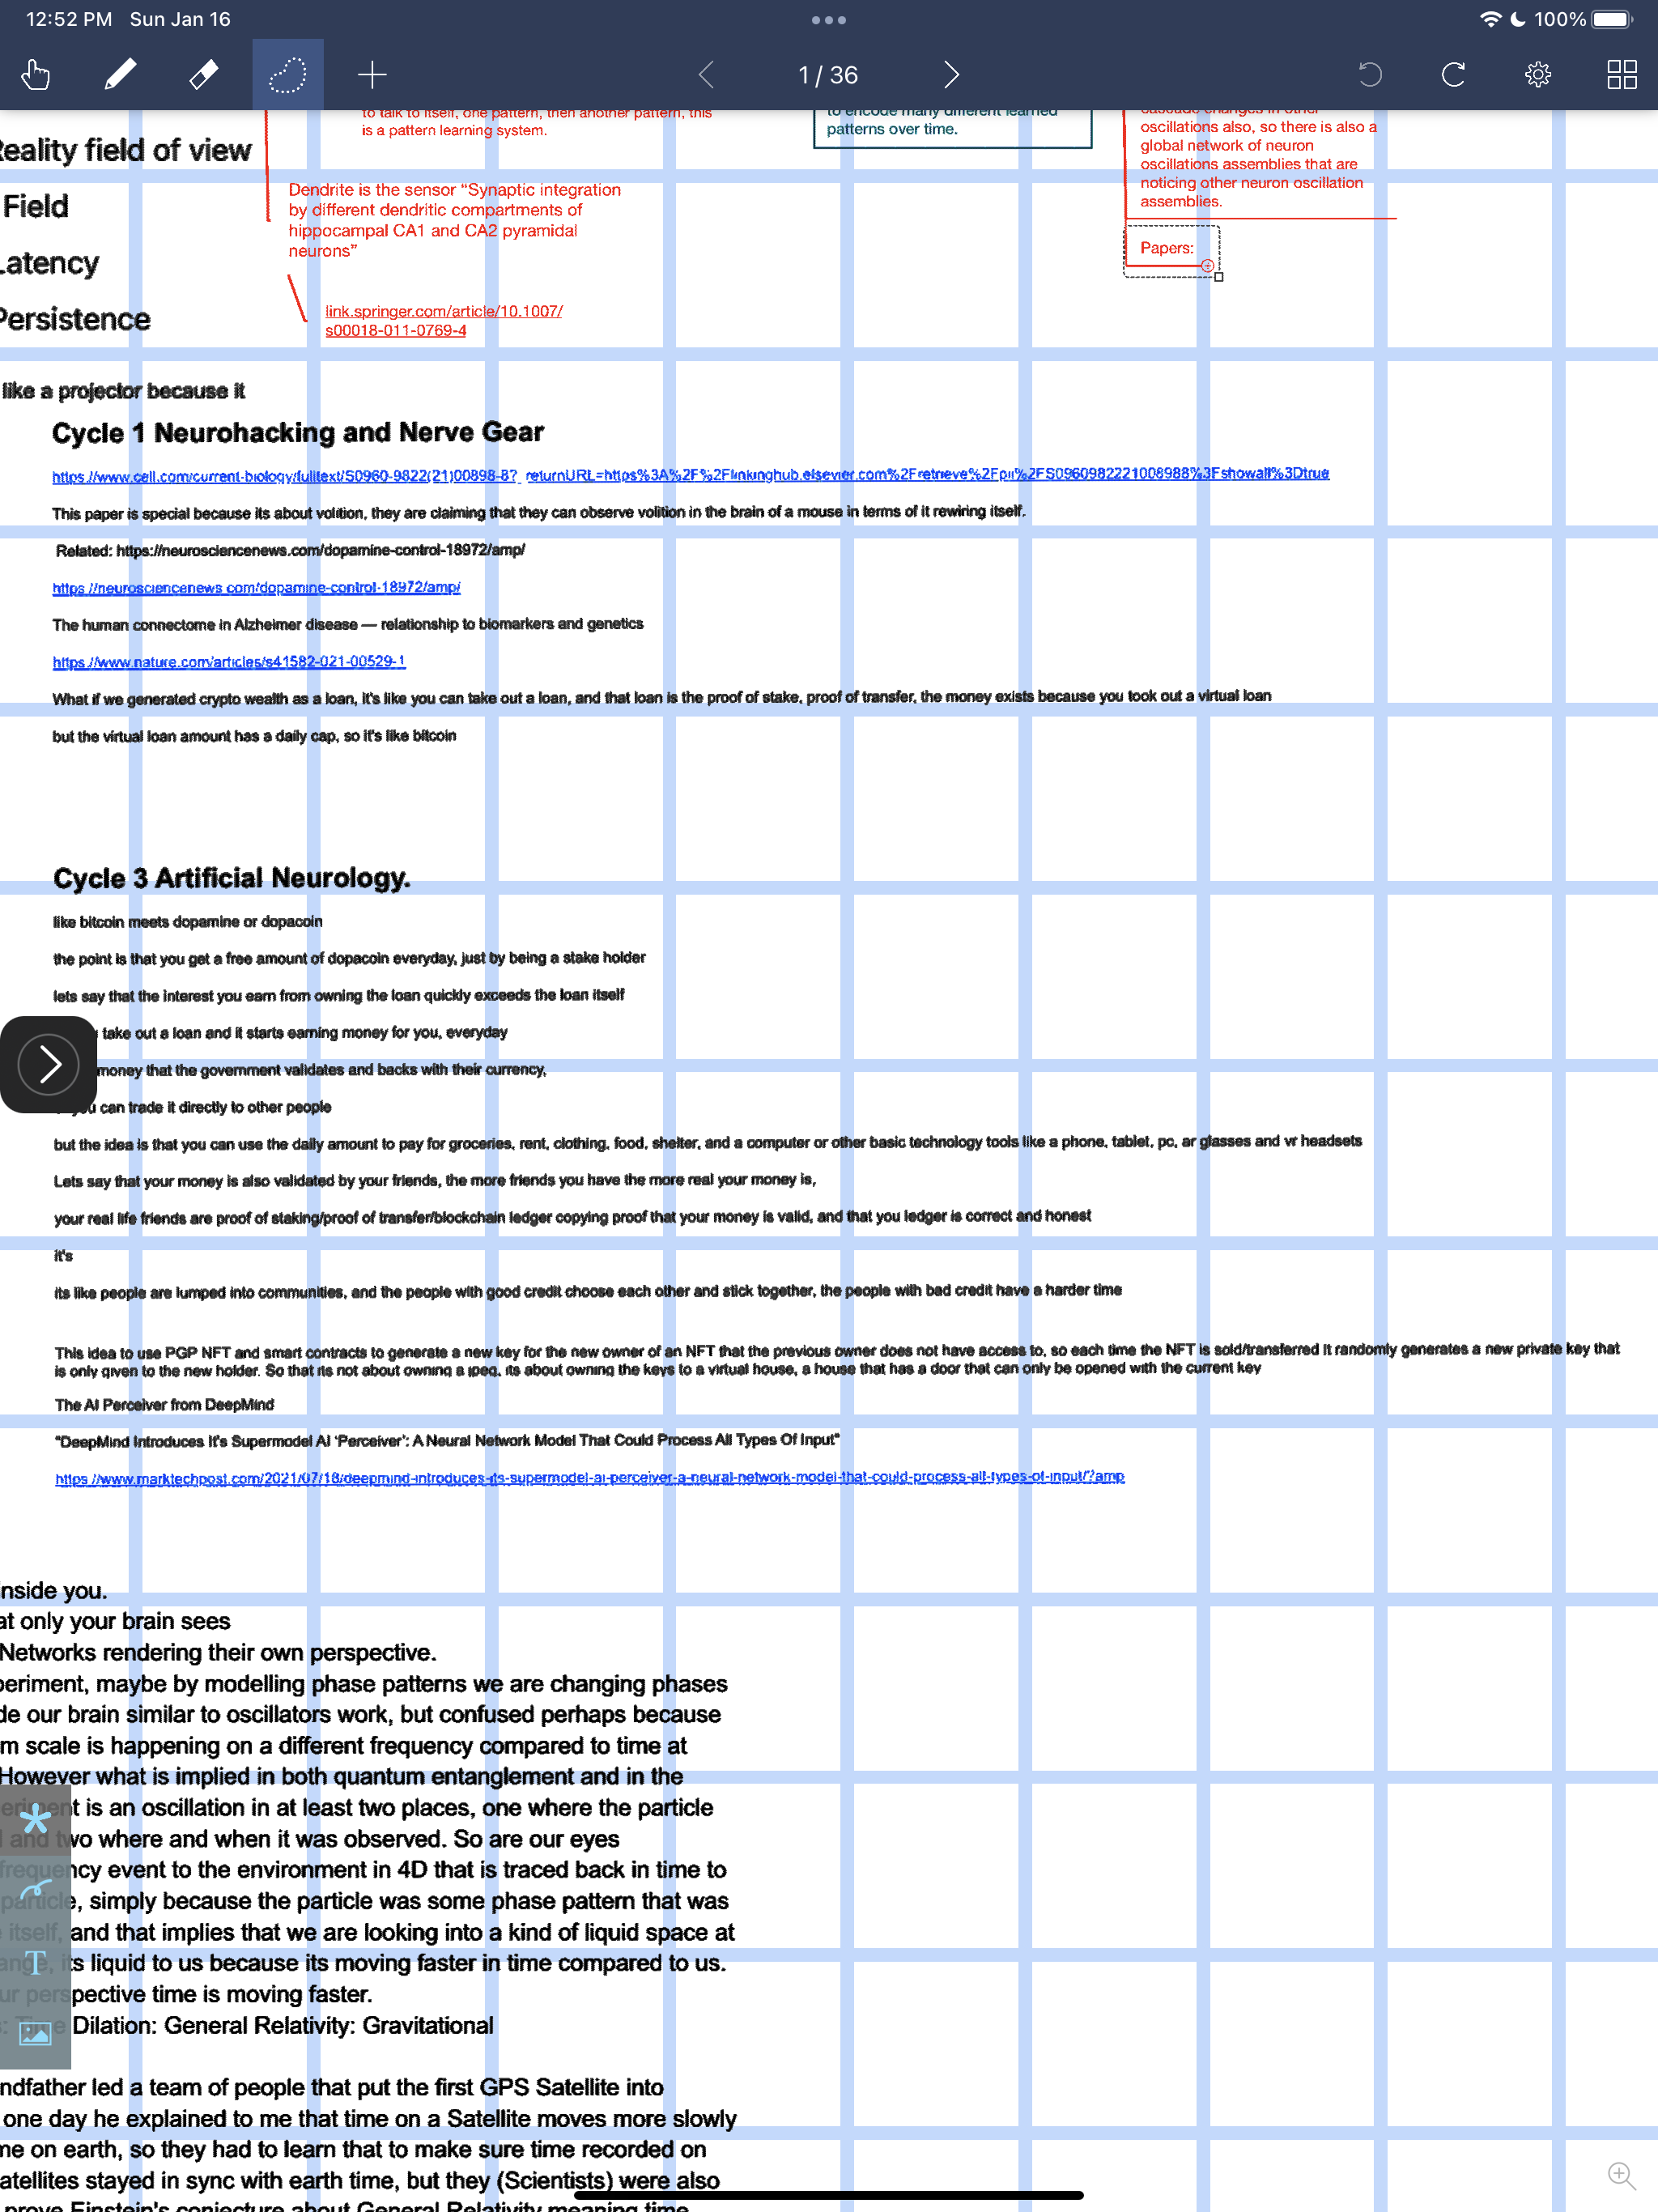 12:52 PM Sun Jan 16
100%
1 / 36
to talk to itself, one pattern, then another pattern, this
is a pattern learning system.
to encode many different learned
patterns over time.
cascade changes in other
oscillations also, so there is also a
global network of neuron
oscillations assemblies that are
noticing other neuron oscillation
assemblies.
Papers:
Reality field of view
Field
Latency
Persistence
Dendrite is the sensor “Synaptic integration
by different dendritic compartments of
hippocampal CA1 and CA2 pyramidal
neurons”
link.springer.com/article/10.1007/
s00018-011-0769-4
like a projector because it
Cycle 1 Neurohacking and Nerve Gear
https://www.cell.com/current-biology/fulltext/S0960-9822(21)00898-8?_returnURL=https%3A%2F%2Flinkinghub.elsevier.com%2Fretrieve%2Fpii%2FS0960982221008988%3Fshowall%3Dtrue
This paper is special because its about volition, they are claiming that they can observe volition in the brain of a mouse in terms of it rewiring itself.
Related: https://neurosciencenews.com/dopamine-control-18972/amp/
https://neurosciencenews.com/dopamine-control-18972/amp/
The human connectome in Alzheimer disease — relationship to biomarkers and genetics
https://www.nature.com/articles/s41582-021-00529-1
What if we generated crypto wealth as a loan, it's like you can take out a loan, and that loan is the proof of stake, proof of transfer, the money exists because you took out a virtual loan
but the virtual loan amount has a daily cap, so it's like bitcoin
Cycle 3 Artificial Neurology.
like bitcoin meets dopamine or dopacoin
the point is that you get a free amount of dopacoin everyday, just by being a stake holder
lets say that the interest you earn from owning the loan quickly exceeds the loan itself
take out a loan and it starts earning money for you, everyday
money that the government validates and backs with their currency,
you can trade it directly to other people
but the idea is that you can use the daily amount to pay for groceries, rent, clothing, food, shelter, and a computer or other basic technology tools like a phone, tablet, pc, ar glasses and vr headsets
Lets say that your money is also validated by your friends, the more friends you have the more real your money is,
your real life friends are proof of staking/proof of transfer/blockchain ledger copying proof that your money is valid, and that you ledger is correct and honest
it's
its like people are lumped into communities, and the people with good credit choose each other and stick together, the people with bad credit have a harder time
This idea to use PGP NFT and smart contracts to generate a new key for the new owner of an NFT that the previous owner does not have access to, so each time the NFT is sold/transferred it randomly generates a new private key that
is only given to the new holder. So that its not about owning a jpeg, its about owning the keys to a virtual house, a house that has a door that can only be opened with the current key
The AI Perceiver from DeepMind
“DeepMind Introduces It's Supermodel AI ‘Perceiver’: A Neural Network Model That Could Process All Types Of Input”
https://www.marktechpost.com/2021/07/18/deepmind-introduces-its-supermodel-ai-perceiver-a-neural-network-model-that-could-process-all-types-of-input/?amp
inside you.
at only your brain sees
Networks rendering their own perspective.
periment, maybe by modelling phase patterns we are changing phases
de our brain similar to oscillators work, but confused perhaps because
m scale is happening on a different frequency compared to time at
However what is implied in both quantum entanglement and in the
eriment is an oscillation in at least two places, one where the particle
and two where and when it was observed. So are our eyes
frequency event to the environment in 4D that is traced back in time to
particle, simply because the particle was some phase pattern that was
itself, and that implies that we are looking into a kind of liquid space at
ange, its liquid to us because its moving faster in time compared to us.
ur perspective time is moving faster.
: Time Dilation: General Relativity: Gravitational
ndfather led a team of people that put the first GPS Satellite into
one day he explained to me that time on a Satellite moves more slowly
me on earth, so they had to learn that to make sure time recorded on
atellites stayed in sync with earth time, but they (Scientists) were also
prove Einstein's conjecture about General Relativity meaning time